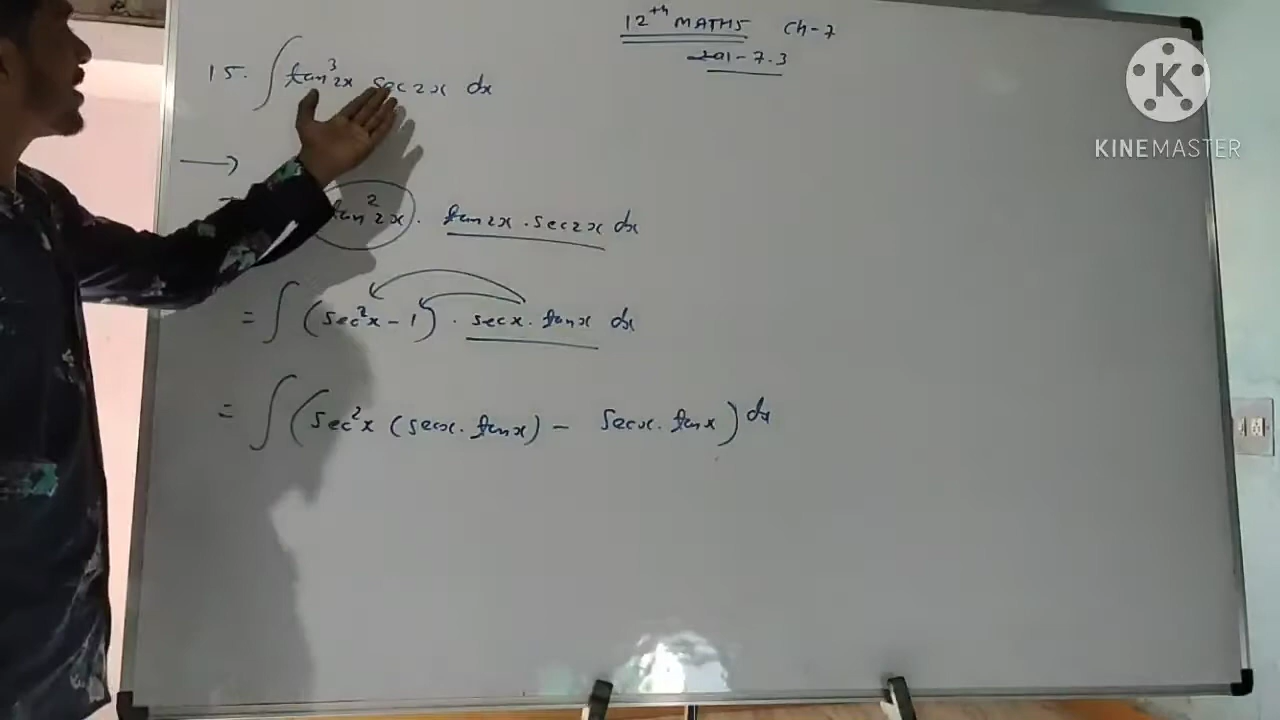 12th MATHS Ch-7
7.3
15. ∫ tan³2x sec2x dx
→
tan²2x . tan2x . sec2x dx
= ∫ (sec²x - 1) . secx . tanx dx
= ∫ (sec²x (secx . tanx) - secx . tanx) dx
K
KINEMASTER